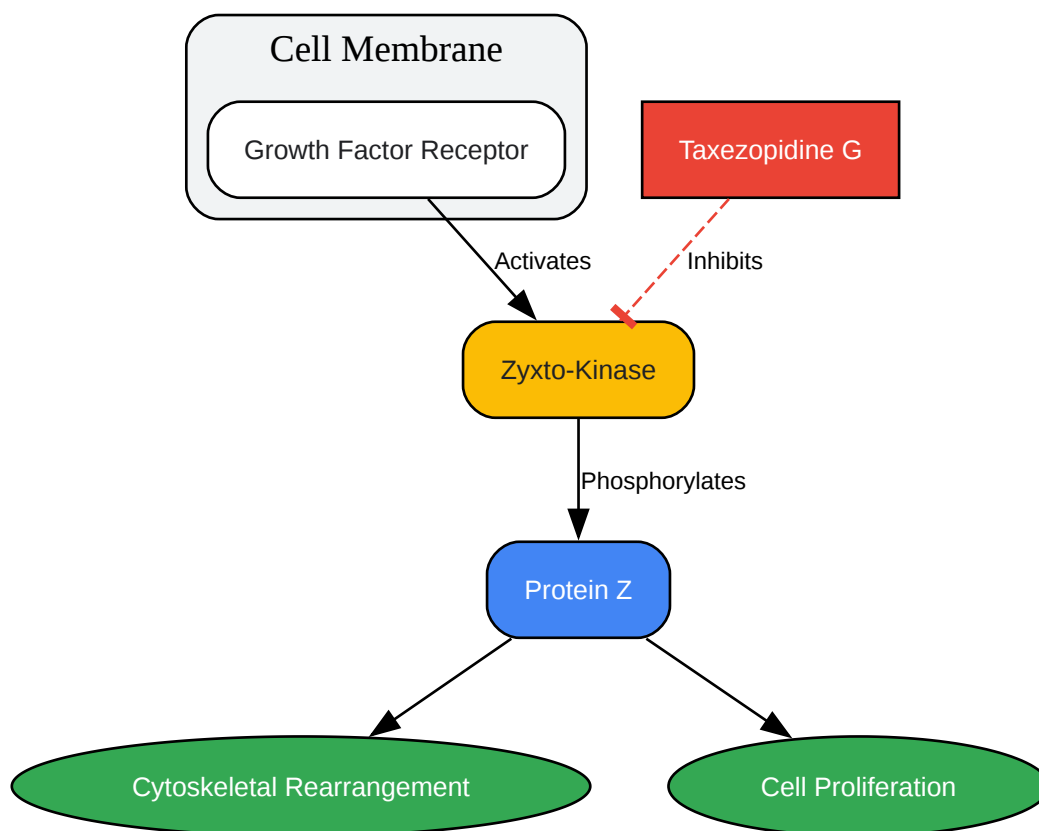 Cell Membrane
Growth Factor Receptor
Taxezopidine G
Activates
Inhibits
Zyxto-Kinase
Phosphorylates
Protein Z
Cytoskeletal Rearrangement
Cell Proliferation